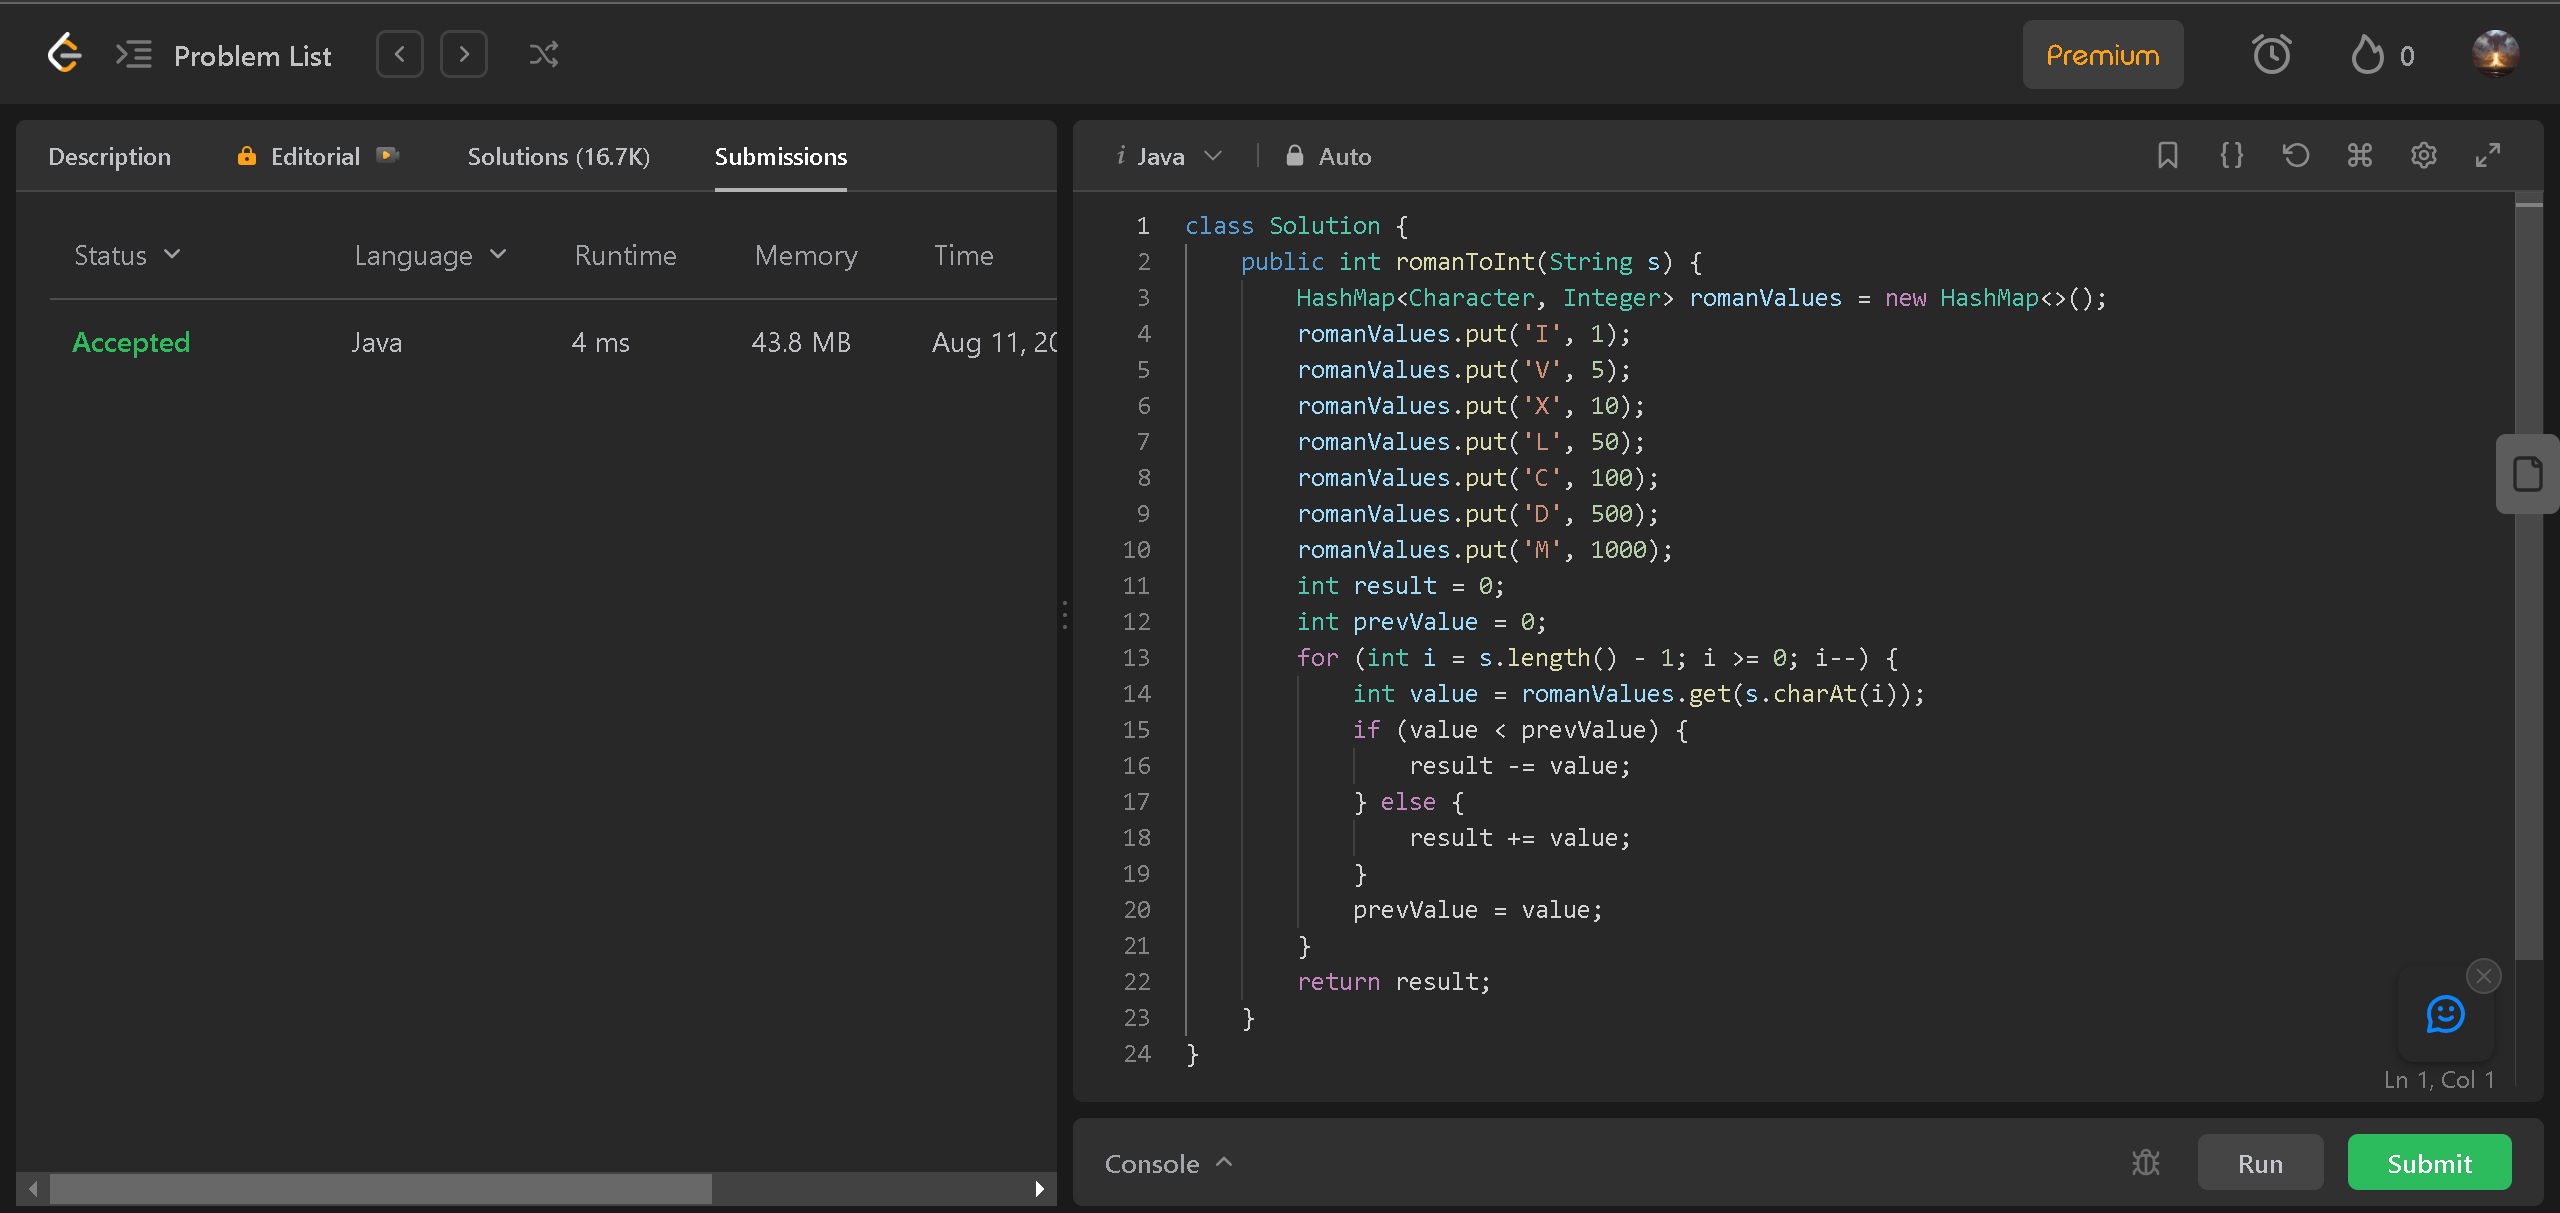 Problem List
Premium
0
Description
Editorial
Solutions (16.7K)
Submissions
Status
Language
Runtime
Memory
Time
Accepted
Java
4 ms
43.8 MB
Aug 11, 20
i Java
Auto
1 class Solution {
2     public int romanToInt(String s) {
3         HashMap<Character, Integer> romanValues = new HashMap<>();
4         romanValues.put('I', 1);
5         romanValues.put('V', 5);
6         romanValues.put('X', 10);
7         romanValues.put('L', 50);
8         romanValues.put('C', 100);
9         romanValues.put('D', 500);
10         romanValues.put('M', 1000);
11         int result = 0;
12         int prevValue = 0;
13         for (int i = s.length() - 1; i >= 0; i--) {
14             int value = romanValues.get(s.charAt(i));
15             if (value < prevValue) {
16                 result -= value;
17             } else {
18                 result += value;
19             }
20             prevValue = value;
21         }
22         return result;
23     }
24 }
Ln 1, Col 1
Console
Run
Submit